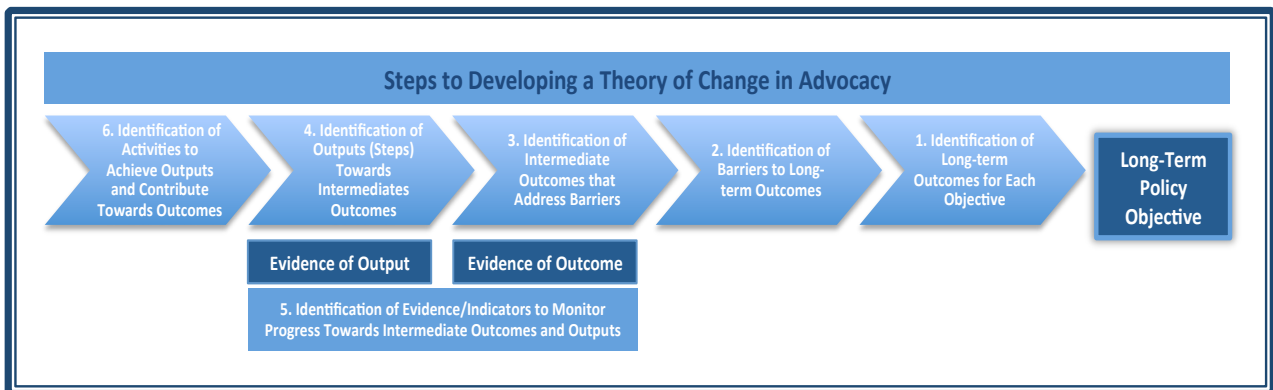 Steps to Developing a Theory of Change in Advocacy
6. Identification of
Activities to
Achieve Outputs
and Contribute
Towards Outcomes
4. Identification of
Outputs (Steps)
Towards
Intermediates
Outcomes
3. Identification of
Intermediate
Outcomes that
Address Barriers
2. Identification of
Barriers to Long-
term Outcomes
1. Identification of
Long-term
Outcomes for Each
Objective
Long-Term
Policy
Objective
Evidence of Output
Evidence of Outcome
5. Identification of Evidence/Indicators to Monitor
Progress Towards Intermediate Outcomes and Outputs